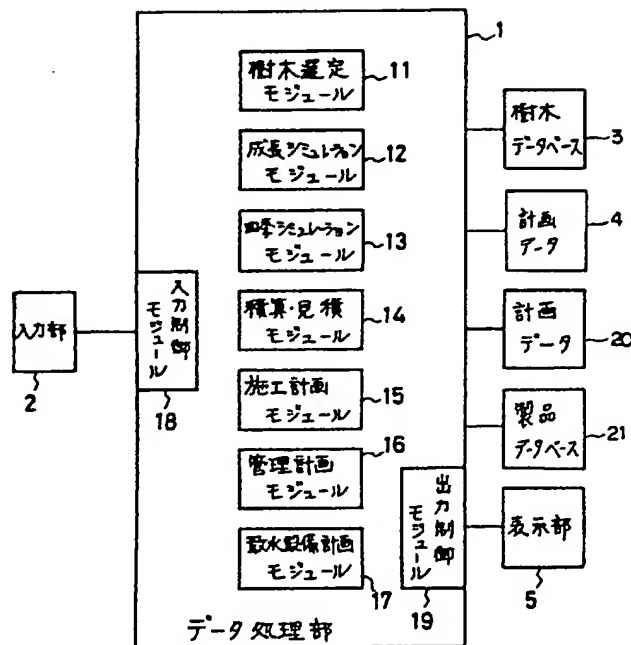 1
樹木選定
モジュール
11
成長シミュレーション
モジュール
12
四季シミュレーション
モジュール
13
積算・見積
モジュール
14
施工計画
モジュール
15
管理計画
モジュール
16
散水設備計画
モジュール
17
入力部
2
入力制御
モジュール
18
出力制御
モジュール
19
データ処理部
樹木
データベース
3
計画
データ
4
計画
データ
20
製品
データベース
21
表示部
5